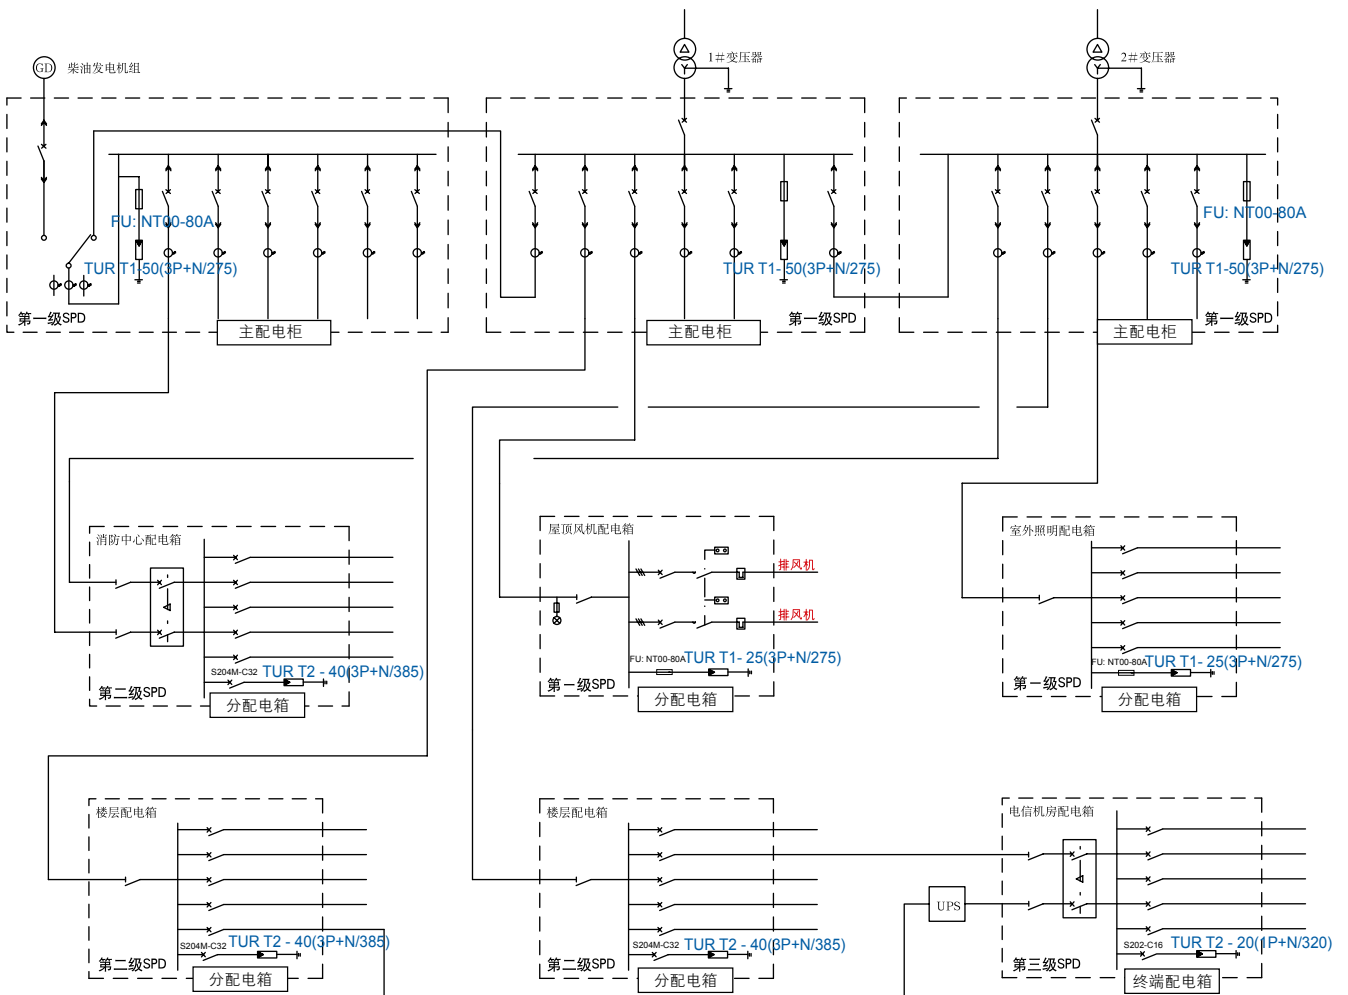 GD
柴油发电机组
1#变压器
2#变压器
FU: NT00-80A
TUR T1-50(3P+N/275)
第一级SPD
主配电柜
TUR T1- 50(3P+N/275)
主配电柜
第一级SPD
FU: NT00-80A
TUR T1-50(3P+N/275)
主配电柜
第一级SPD
消防中心配电箱
S204M-C32
TUR T2 - 40(3P+N/385)
第二级SPD
分配电箱
屋顶风机配电箱
排风机
排风机
FU: NT00-80A
TUR T1- 25(3P+N/275)
第一级SPD
分配电箱
室外照明配电箱
FU: NT00-80A
TUR T1- 25(3P+N/275)
第一级SPD
分配电箱
楼层配电箱
S204M-C32
TUR T2 - 40(3P+N/385)
第二级SPD
分配电箱
楼层配电箱
S204M-C32
TUR T2 - 40(3P+N/385)
第二级SPD
分配电箱
UPS
电信机房配电箱
S202-C16
TUR T2 - 20(1P+N/320)
第三级SPD
终端配电箱